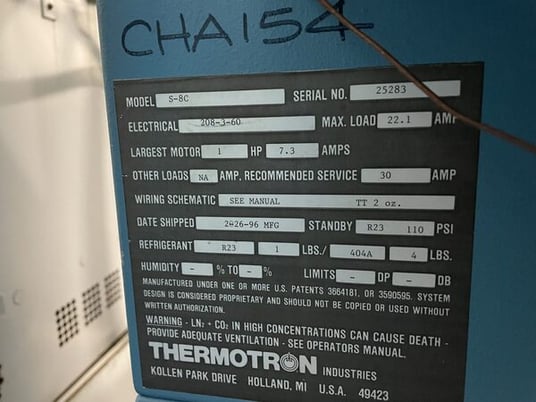 CHA154
MODEL S-8C SERIAL NO. 25283
ELECTRICAL 208-3-60 MAX. LOAD 22.1 AMP
LARGEST MOTOR 1 HP 7.3 AMPS
OTHER LOADS NA AMP. RECOMMENDED SERVICE 30 AMP
WIRING SCHEMATIC SEE MANUAL TT 2 oz.
DATE SHIPPED 2-26-96 MFG STANDBY R23 110 PSI
REFRIGERANT R23 1 LBS./ 404A 4 LBS.
HUMIDITY - % TO - % LIMITS - DP - DB
MANUFACTURED UNDER ONE OR MORE U.S. PATENTS 3664181, OR 3590595. SYSTEM
DESIGN IS CONSIDERED PROPRIETARY AND SHOULD NOT BE COPIED OR USED WITHOUT
WRITTEN AUTHORIZATION.
WARNING - LN₂ + CO₂ IN HIGH CONCENTRATIONS CAN CAUSE DEATH -
PROVIDE ADEQUATE VENTILATION - SEE OPERATORS MANUAL.
THERMOTRON INDUSTRIES
KOLLEN PARK DRIVE HOLLAND, MI U.S.A. 49423